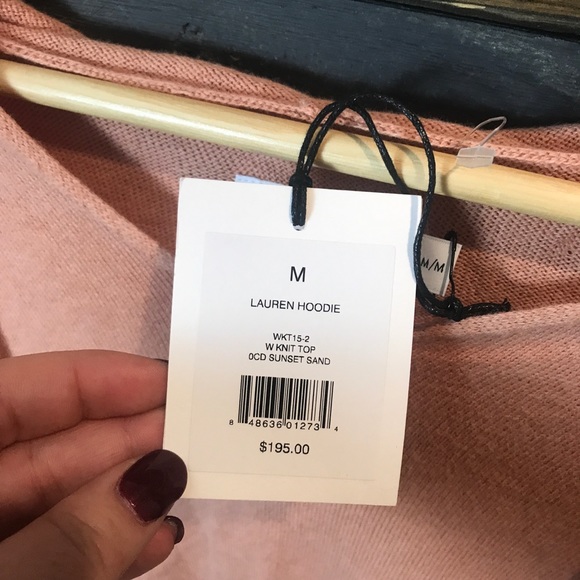 M
LAUREN HOODIE
WKT15-2
W KNIT TOP
0CD SUNSET SAND
8 48636 01273 4
$195.00
M/M